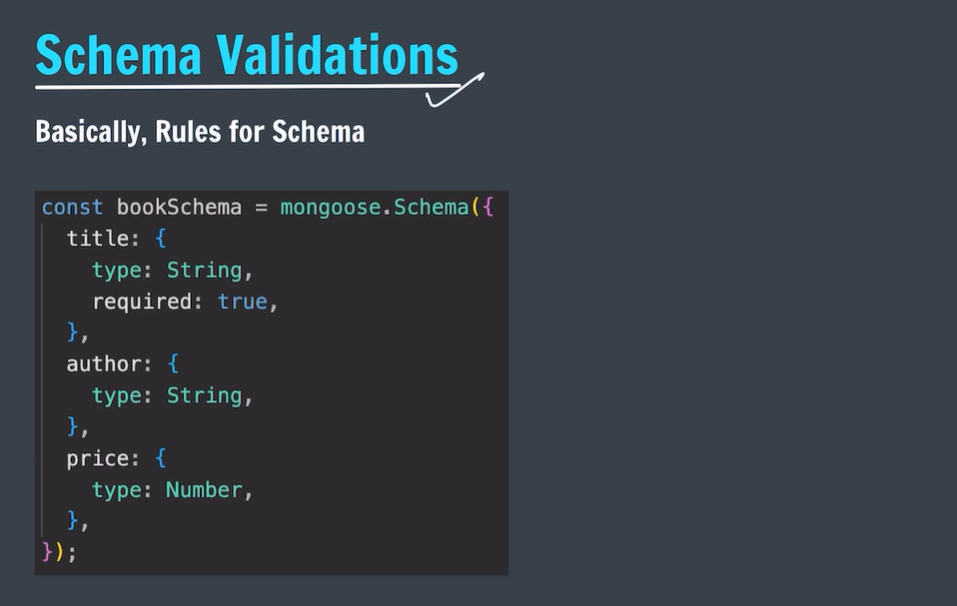 Schema Validations
Basically, Rules for Schema
const bookSchema = mongoose.Schema({
  title: {
    type: String,
    required: true,
  },
  author: {
    type: String,
  },
  price: {
    type: Number,
  },
});